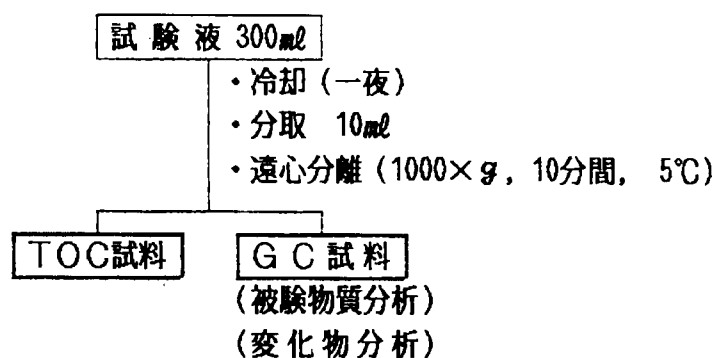 試験液 300mℓ
・冷却（一夜）
・分取 10mℓ
・遠心分離（1000×g, 10分間, 5℃）
TOC試料 GC試料
（被験物質分析）
（変化物分析）